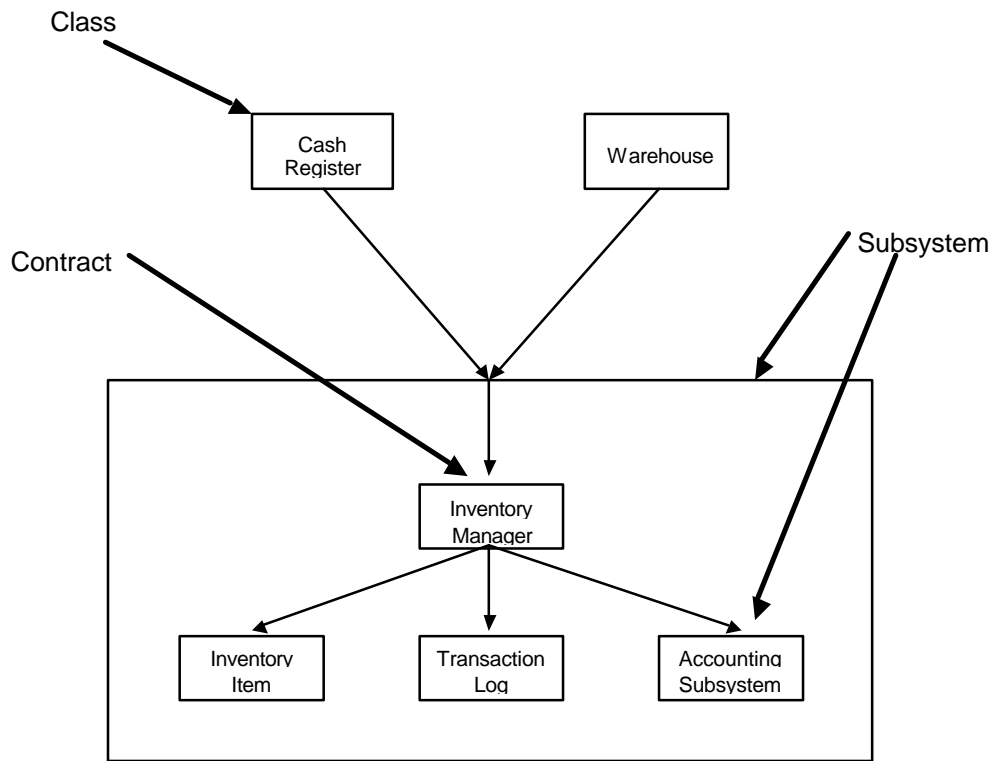 Class
Cash
Register
Warehouse
Subsystem
Contract
Inventory
Manager
Inventory
Item
Transaction
Log
Accounting
Subsystem